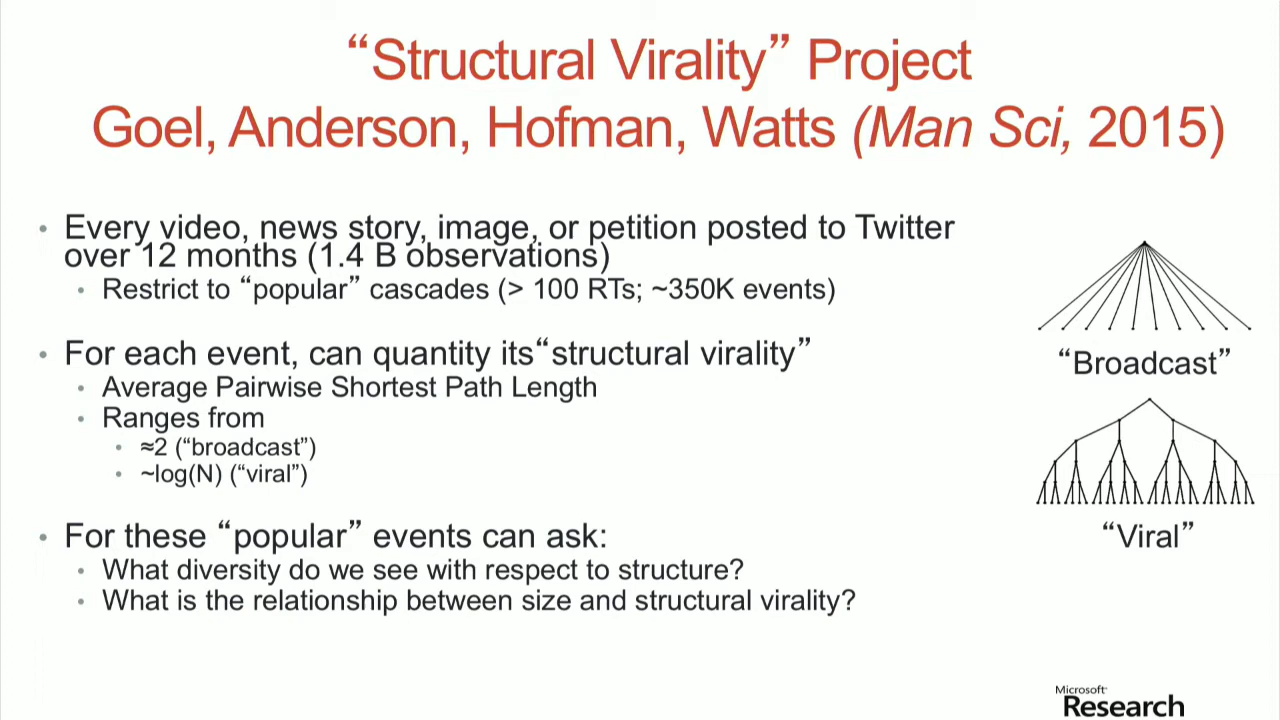 “Structural Virality” Project
Goel, Anderson, Hofman, Watts (Man Sci, 2015)
• Every video, news story, image, or petition posted to Twitter
over 12 months (1.4 B observations)
• Restrict to “popular” cascades (> 100 RTs; ~350K events)
• For each event, can quantity its“structural virality”
• Average Pairwise Shortest Path Length
• Ranges from
• ≈2 (“broadcast”)
• ~log(N) (“viral”)
• For these “popular” events can ask:
• What diversity do we see with respect to structure?
• What is the relationship between size and structural virality?
“Broadcast”
“Viral”
Microsoft
Research